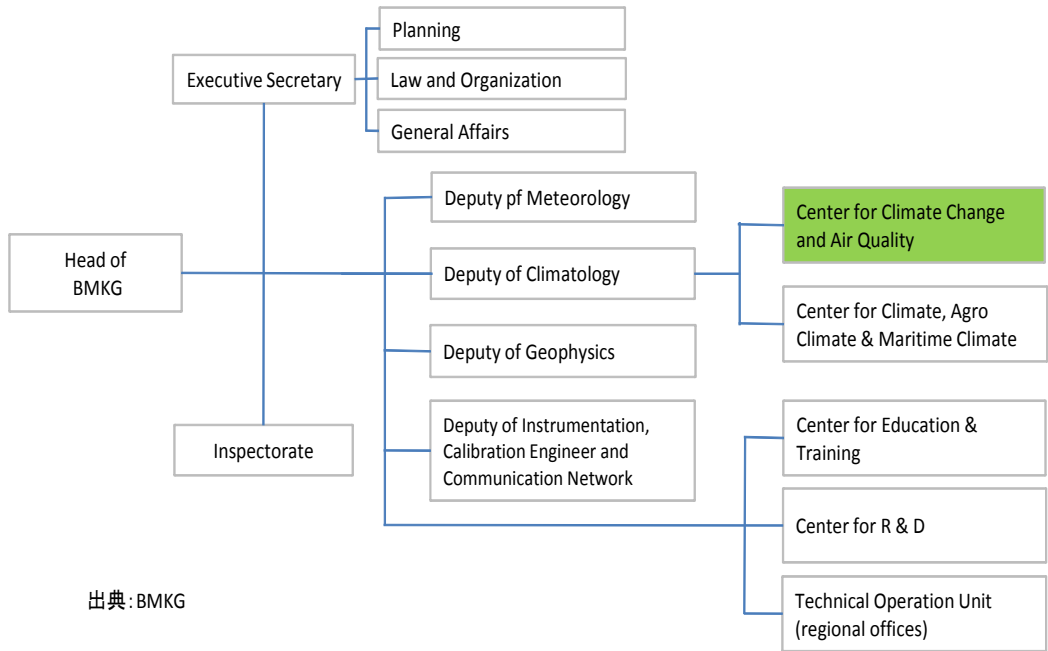 Planning
Executive Secretary
Law and Organization
General Affairs
Deputy pf Meteorology
Center for Climate Change
and Air Quality
Head of
BMKG
Deputy of Climatology
Center for Climate, Agro
Climate & Maritime Climate
Deputy of Geophysics
Inspectorate
Deputy of Instrumentation,
Calibration Engineer and
Communication Network
Center for Education &
Training
Center for R & D
Technical Operation Unit
(regional offices)
出典: BMKG